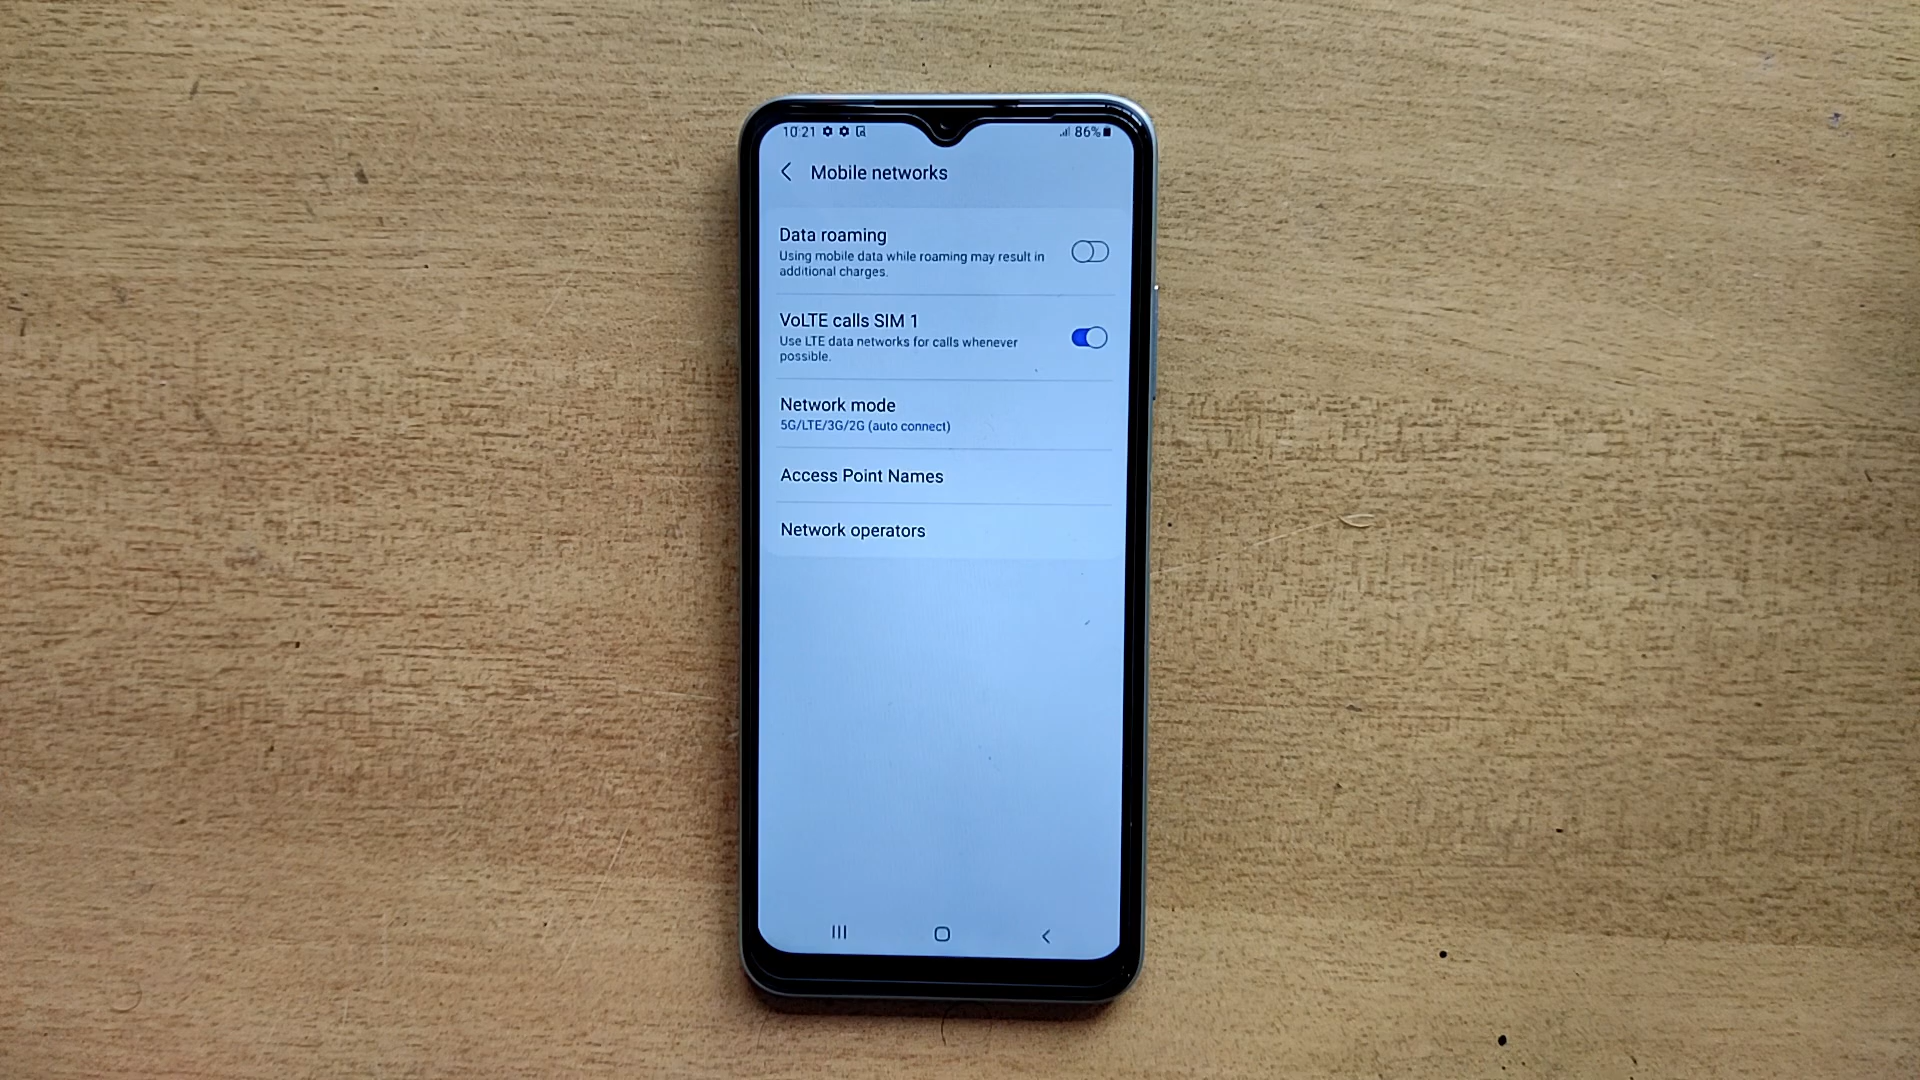 10:21 86%
Mobile networks
Data roaming
Using mobile data while roaming may result in
additional charges.
VoLTE calls SIM 1
Use LTE data networks for calls whenever
possible.
Network mode
5G/LTE/3G/2G (auto connect)
Access Point Names
Network operators